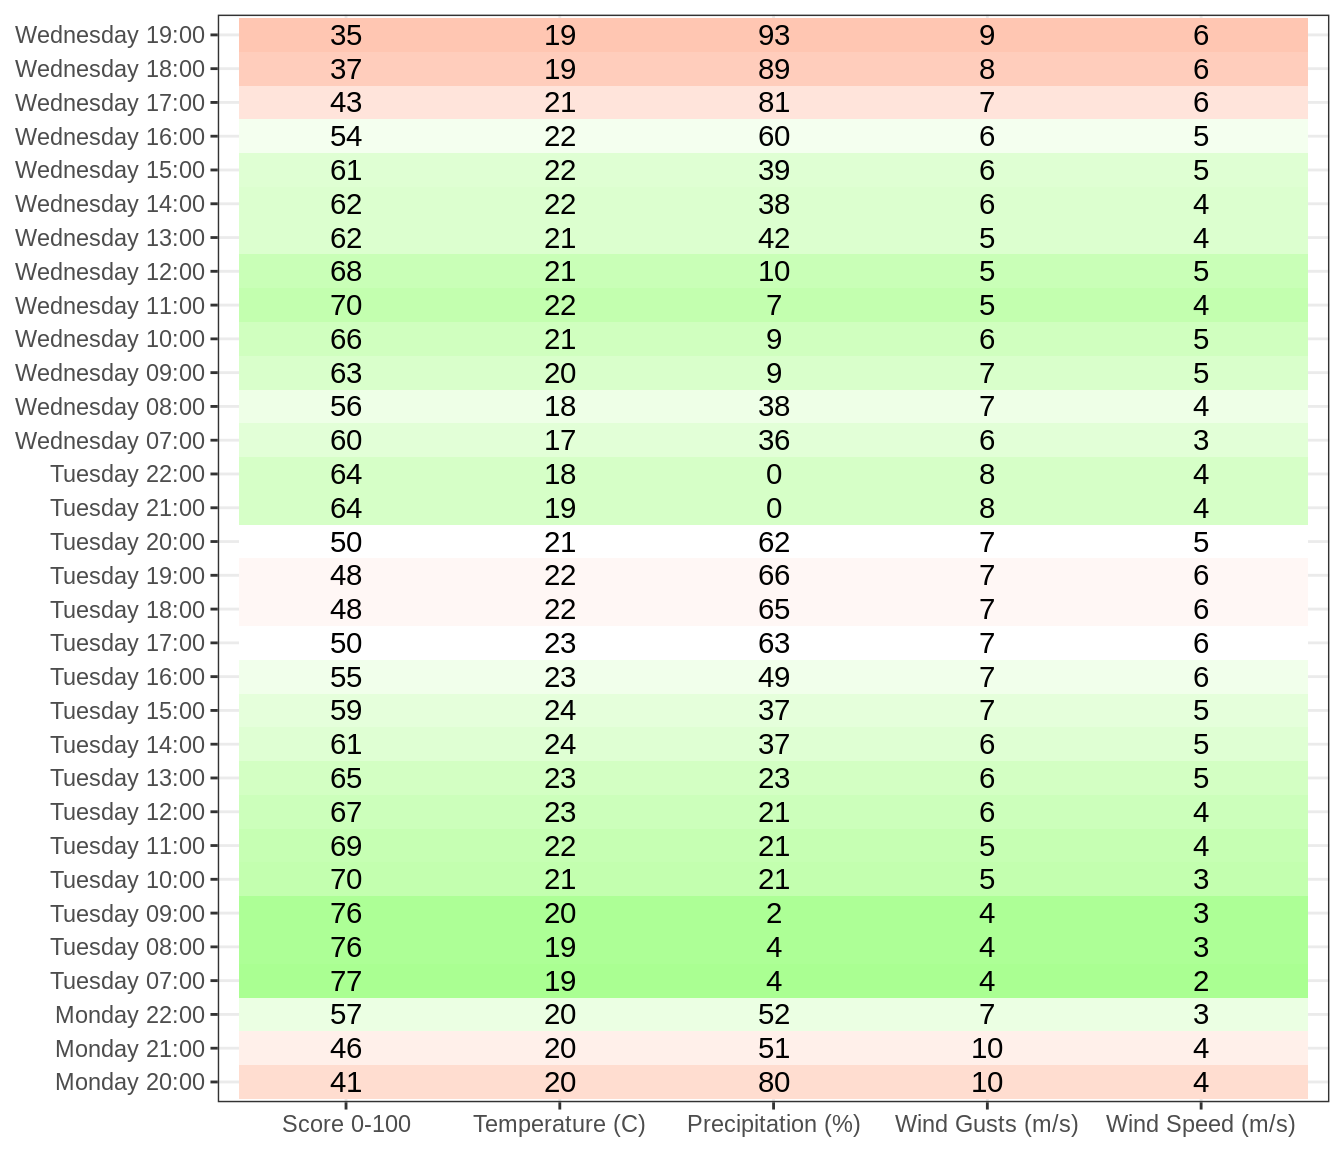 Wednesday 19:00 35 19 93 9 6
Wednesday 18:00 37 19 89 8 6
Wednesday 17:00 43 21 81 7 6
Wednesday 16:00 54 22 60 6 5
Wednesday 15:00 61 22 39 6 5
Wednesday 14:00 62 22 38 6 4
Wednesday 13:00 62 21 42 5 4
Wednesday 12:00 68 21 10 5 5
Wednesday 11:00 70 22 7 5 4
Wednesday 10:00 66 21 9 6 5
Wednesday 09:00 63 20 9 7 5
Wednesday 08:00 56 18 38 7 4
Wednesday 07:00 60 17 36 6 3
Tuesday 22:00 64 18 0 8 4
Tuesday 21:00 64 19 0 8 4
Tuesday 20:00 50 21 62 7 5
Tuesday 19:00 48 22 66 7 6
Tuesday 18:00 48 22 65 7 6
Tuesday 17:00 50 23 63 7 6
Tuesday 16:00 55 23 49 7 6
Tuesday 15:00 59 24 37 7 5
Tuesday 14:00 61 24 37 6 5
Tuesday 13:00 65 23 23 6 5
Tuesday 12:00 67 23 21 6 4
Tuesday 11:00 69 22 21 5 4
Tuesday 10:00 70 21 21 5 3
Tuesday 09:00 76 20 2 4 3
Tuesday 08:00 76 19 4 4 3
Tuesday 07:00 77 19 4 4 2
Monday 22:00 57 20 52 7 3
Monday 21:00 46 20 51 10 4
Monday 20:00 41 20 80 10 4
Score 0-100 Temperature (C) Precipitation (%) Wind Gusts (m/s) Wind Speed (m/s)